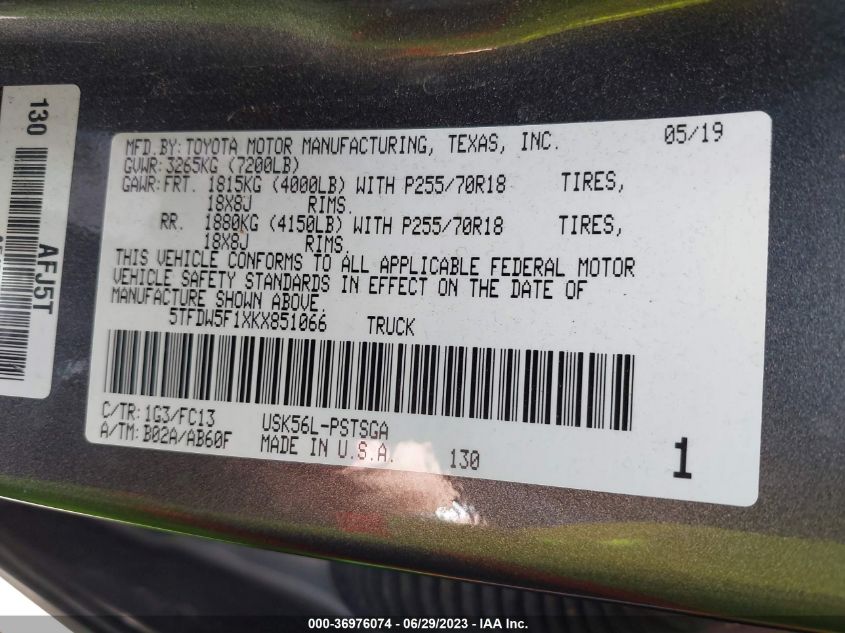 130
AFJ5T
MFD.BY:TOYOTA MOTOR MANUFACTURING, TEXAS, INC. 05/19
GVWR:3265KG (7200LB)
GAWR:FRT. 1815KG (4000LB) WITH P255/70R18 TIRES,
18X8J RIMS.
RR. 1880KG (4150LB) WITH P255/70R18 TIRES,
18X8J RIMS.
THIS VEHICLE CONFORMS TO ALL APPLICABLE FEDERAL MOTOR
VEHICLE SAFETY STANDARDS IN EFFECT ON THE DATE OF
MANUFACTURE SHOWN ABOVE.
5TFDW5F1XKX851066 TRUCK
C/TR:1G3/FC13 USK56L-PSTSGA
A/TM:B02A/AB60F MADE IN U.S.A. 130 1
000-36976074 / 06/29/2023 / IAA Inc.